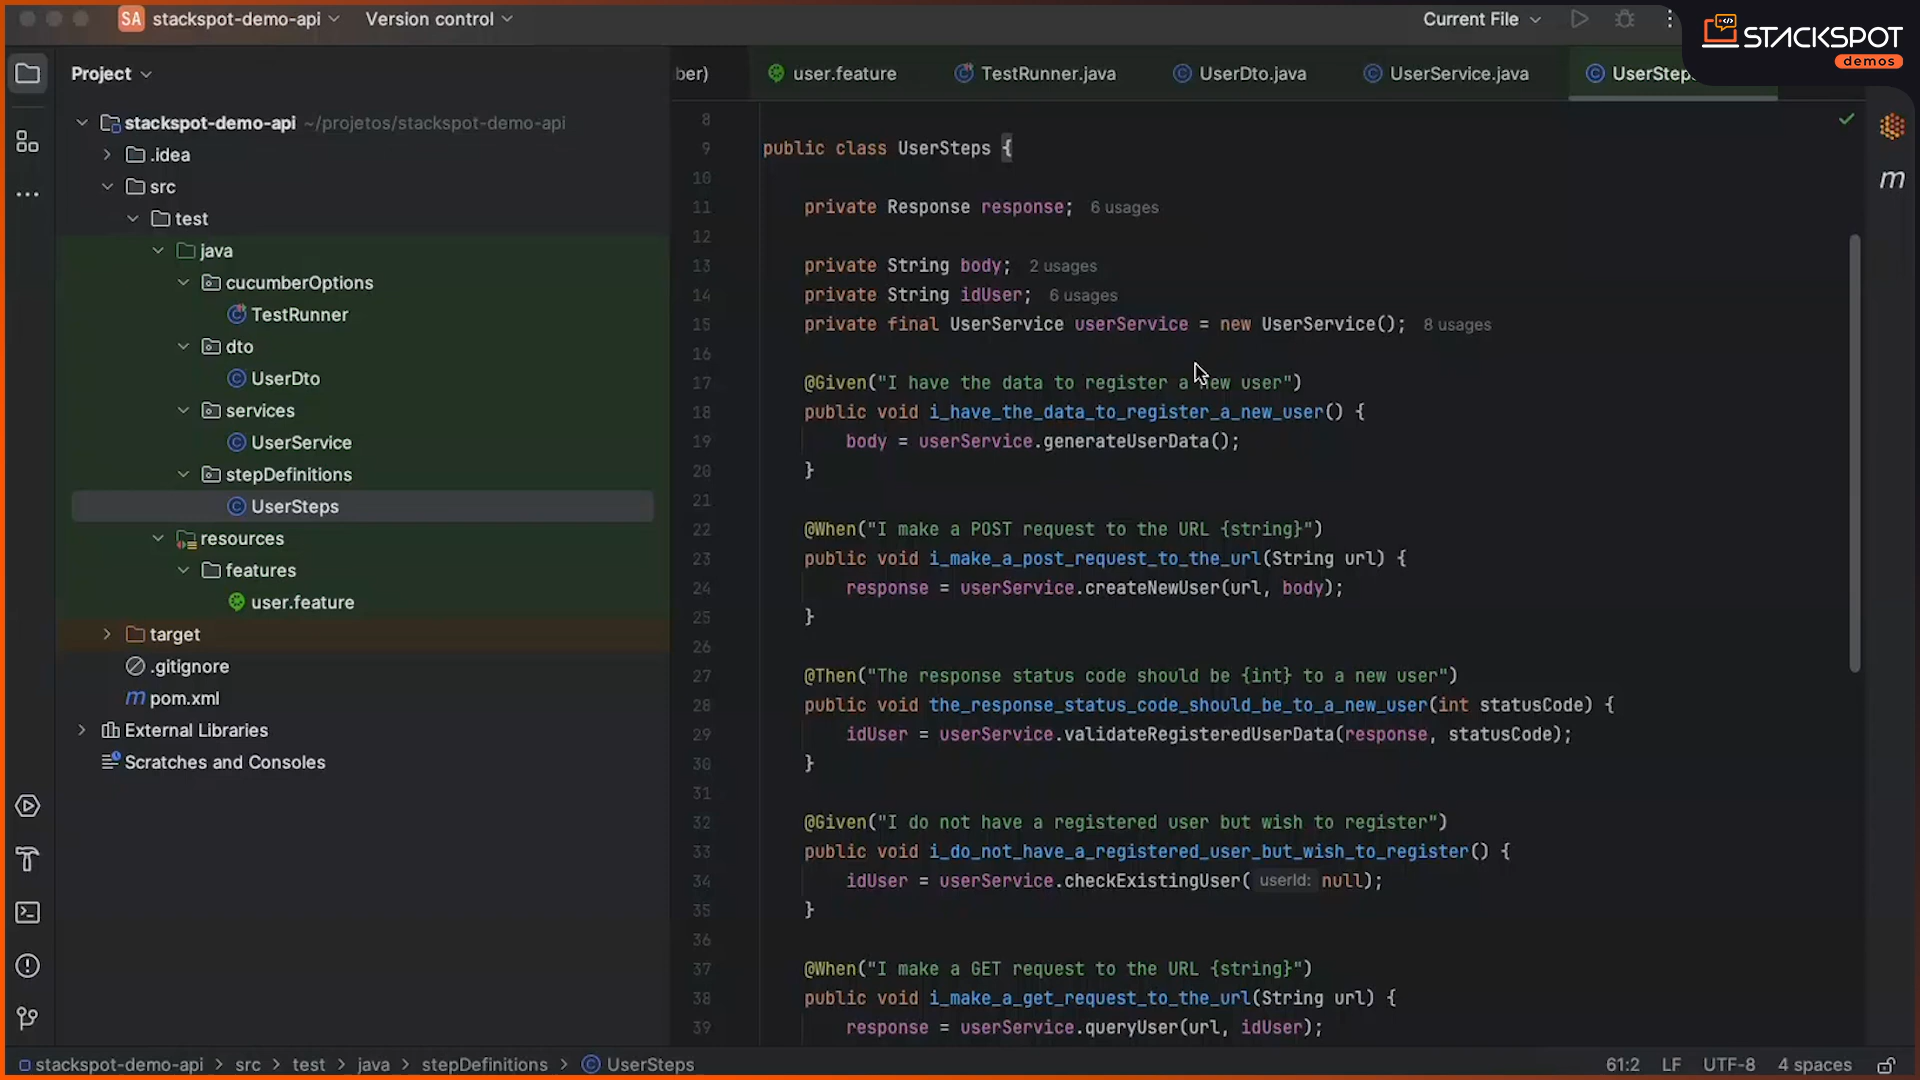 SA stackspot-demo-api Version control Current File
STACKSPOT
demos
Project
ber) user.feature TestRunner.java UserDto.java UserService.java UserStep
stackspot-demo-api ~/projetos/stackspot-demo-api
.idea
src
test
java
cucumberOptions
TestRunner
dto
UserDto
services
UserService
stepDefinitions
UserSteps
resources
features
user.feature
target
.gitignore
m pom.xml
External Libraries
Scratches and Consoles
8
9 public class UserSteps {
10
11 private Response response; 6 usages
12
13 private String body; 2 usages
14 private String idUser; 6 usages
15 private final UserService userService = new UserService(); 8 usages
16
17 @Given("I have the data to register a new user")
18 public void i_have_the_data_to_register_a_new_user() {
19 body = userService.generateUserData();
20 }
21
22 @When("I make a POST request to the URL {string}")
23 public void i_make_a_post_request_to_the_url(String url) {
24 response = userService.createNewUser(url, body);
25 }
26
27 @Then("The response status code should be {int} to a new user")
28 public void the_response_status_code_should_be_to_a_new_user(int statusCode) {
29 idUser = userService.validateRegisteredUserData(response, statusCode);
30 }
31
32 @Given("I do not have a registered user but wish to register")
33 public void i_do_not_have_a_registered_user_but_wish_to_register() {
34 idUser = userService.checkExistingUser( userId: null);
35 }
36
37 @When("I make a GET request to the URL {string}")
38 public void i_make_a_get_request_to_the_url(String url) {
39 response = userService.queryUser(url, idUser);
m
stackspot-demo-api > src > test > java > stepDefinitions > UserSteps 61:2 LF UTF-8 4 spaces